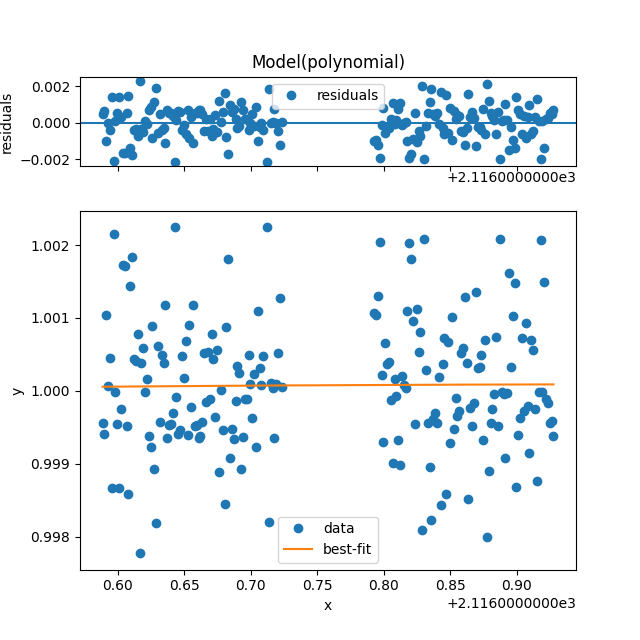 Model(polynomial)
residuals
0.002
0.000
−0.002
residuals
+2.1160000000e3
y
1.002
1.001
1.000
0.999
0.998
data
best-fit
0.60 0.65 0.70 0.75 0.80 0.85 0.90
x
+2.1160000000e3